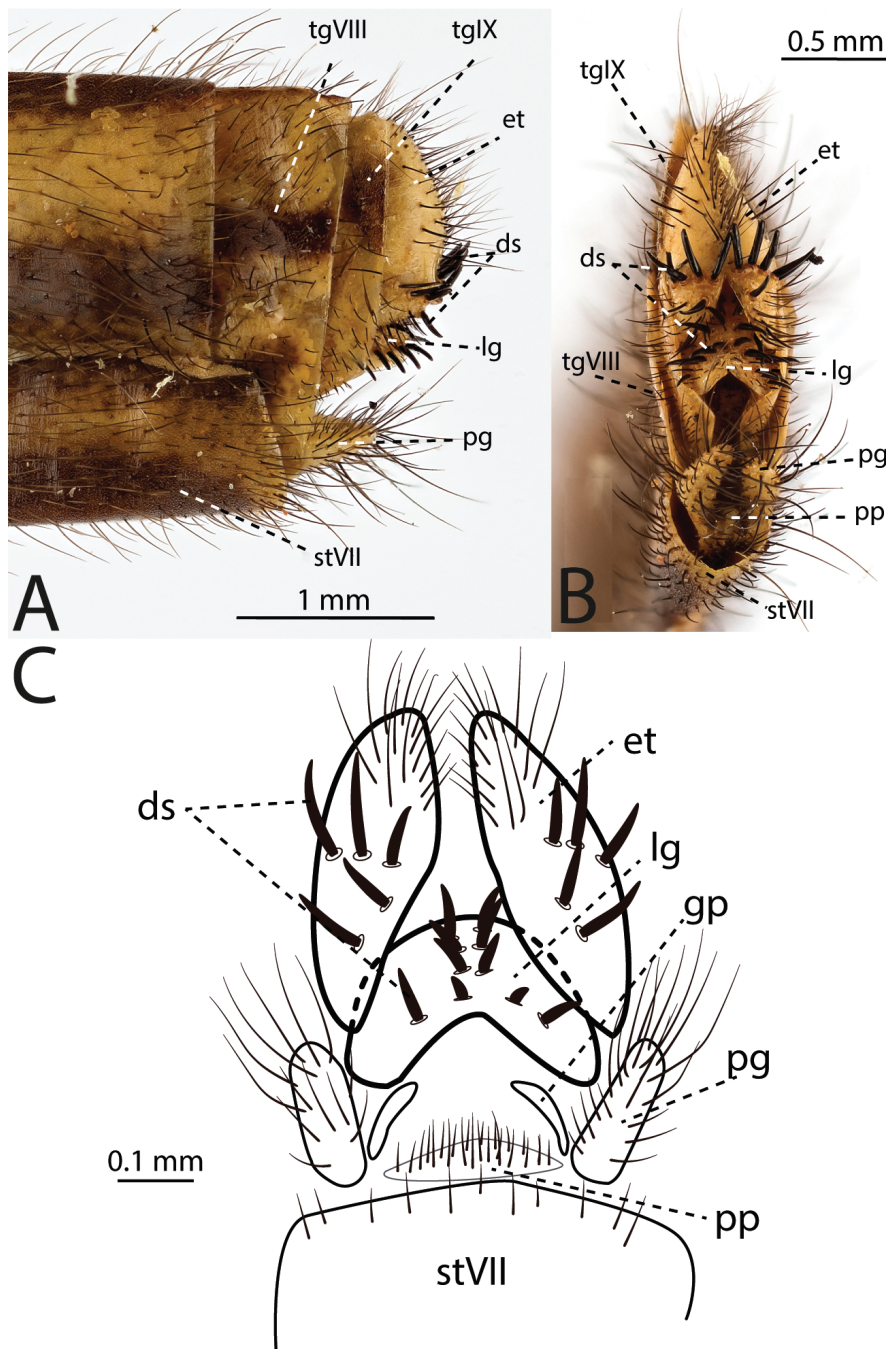 tgVIII
tgIX
et
ds
lg
pg
stVII
1 mm
A
0.5 mm
tgIX
et
ds
tgVIII
lg
pg
pp
stVII
B
C
et
ds
lg
gp
pg
0.1 mm
pp
stVII